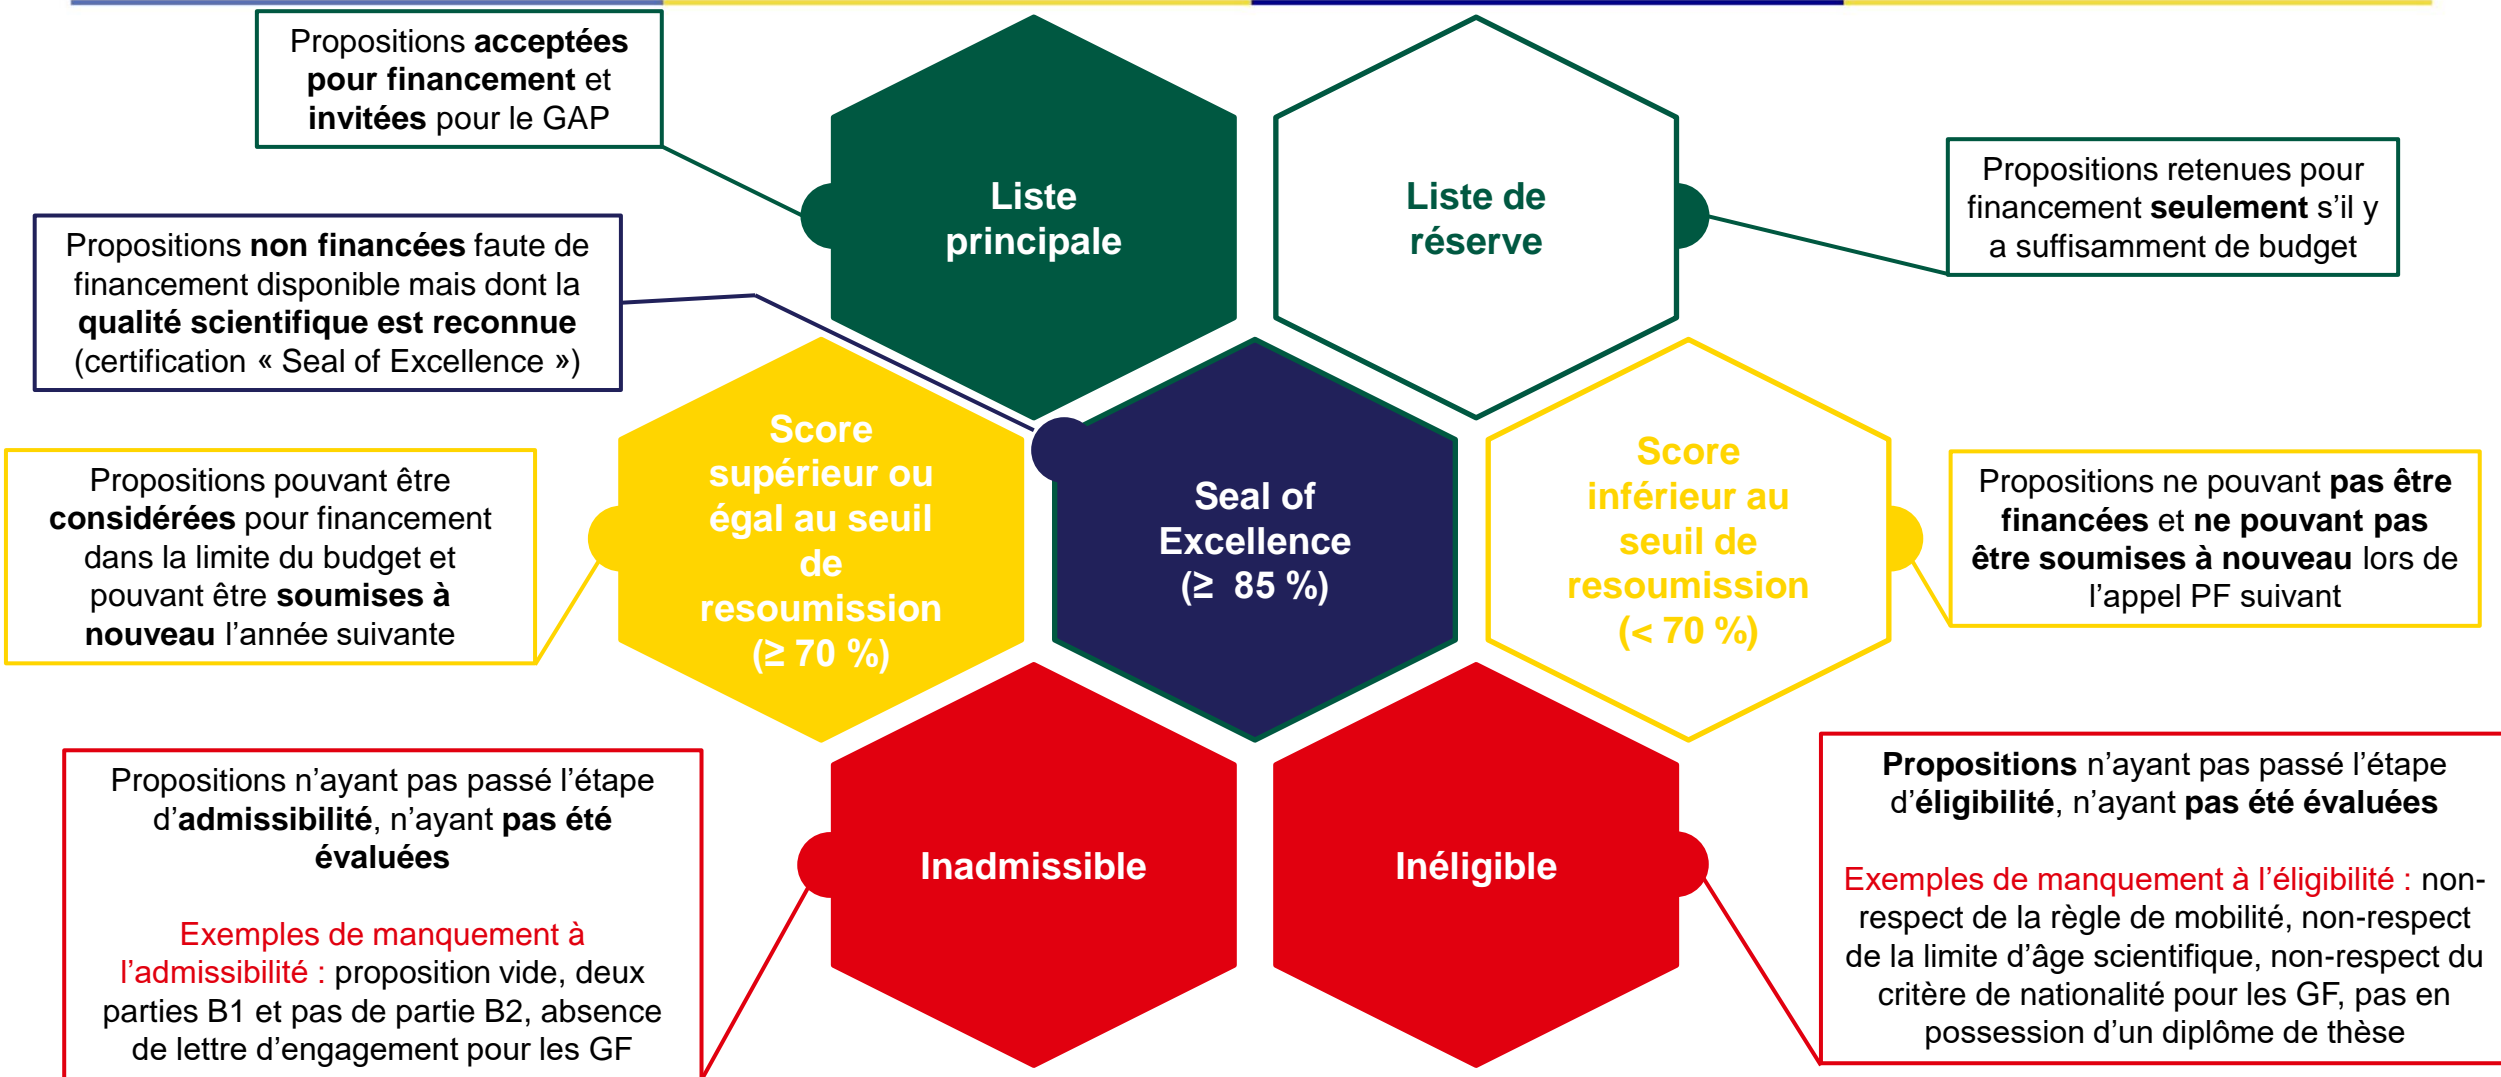 Propositions acceptées
pour financement et
invitées pour le GAP
Liste
principale
Liste de
réserve
Propositions retenues pour
financement seulement s’il y
a suffisamment de budget
Propositions non financées faute de
financement disponible mais dont la
qualité scientifique est reconnue
(certification « Seal of Excellence »)
Propositions pouvant être
considérées pour financement
dans la limite du budget et
pouvant être soumises à
nouveau l’année suivante
Score
supérieur ou
égal au seuil
de
resoumission
(≥ 70 %)
Seal of
Excellence
(≥ 85 %)
Score
inférieur au
seuil de
resoumission
(< 70 %)
Propositions ne pouvant pas être
financées et ne pouvant pas
être soumises à nouveau lors de
l’appel PF suivant
Propositions n’ayant pas passé l’étape
d’admissibilité, n’ayant pas été
évaluées
Exemples de manquement à
l’admissibilité : proposition vide, deux
parties B1 et pas de partie B2, absence
de lettre d’engagement pour les GF
Inadmissible
Inéligible
Propositions n’ayant pas passé l’étape
d’éligibilité, n’ayant pas été évaluées
Exemples de manquement à l’éligibilité : non-
respect de la règle de mobilité, non-respect
de la limite d’âge scientifique, non-respect du
critère de nationalité pour les GF, pas en
possession d’un diplôme de thèse